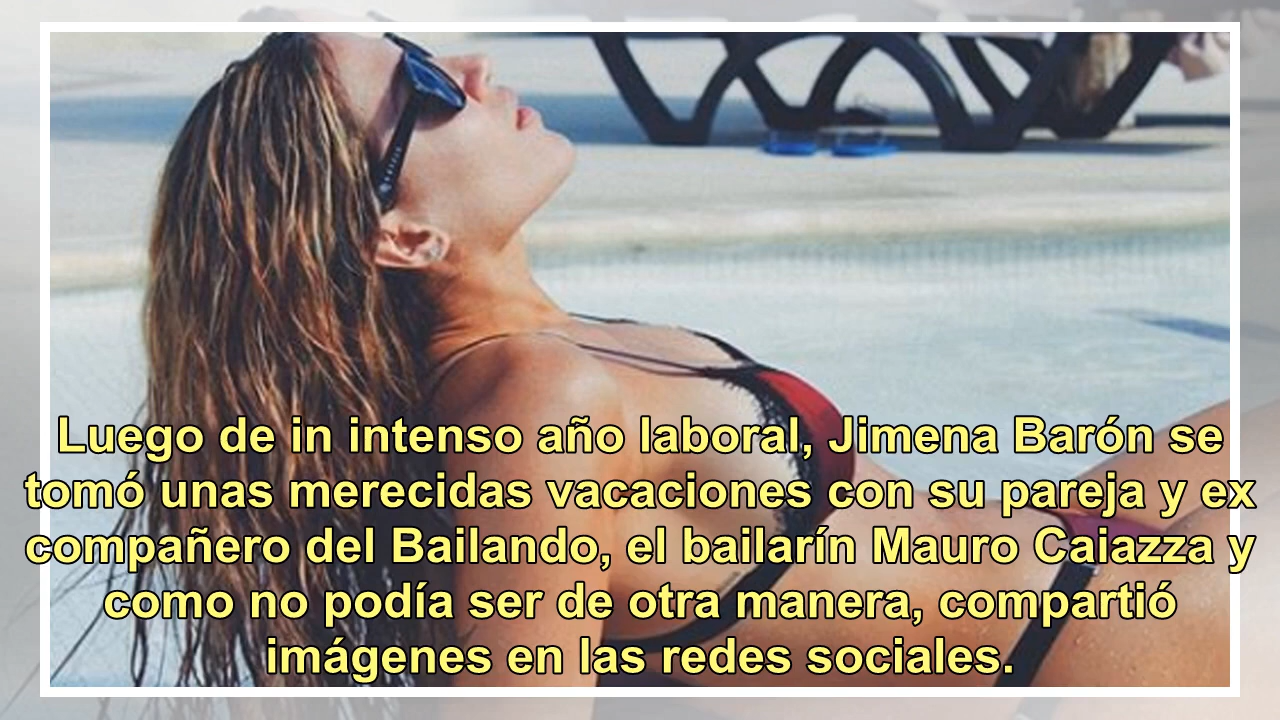 Luego de in intenso año laboral, Jimena Barón se
tomó unas merecidas vacaciones con su pareja y ex
compañero del Bailando, el bailarín Mauro Caiazza y
como no podía ser de otra manera, compartió
imágenes en las redes sociales.